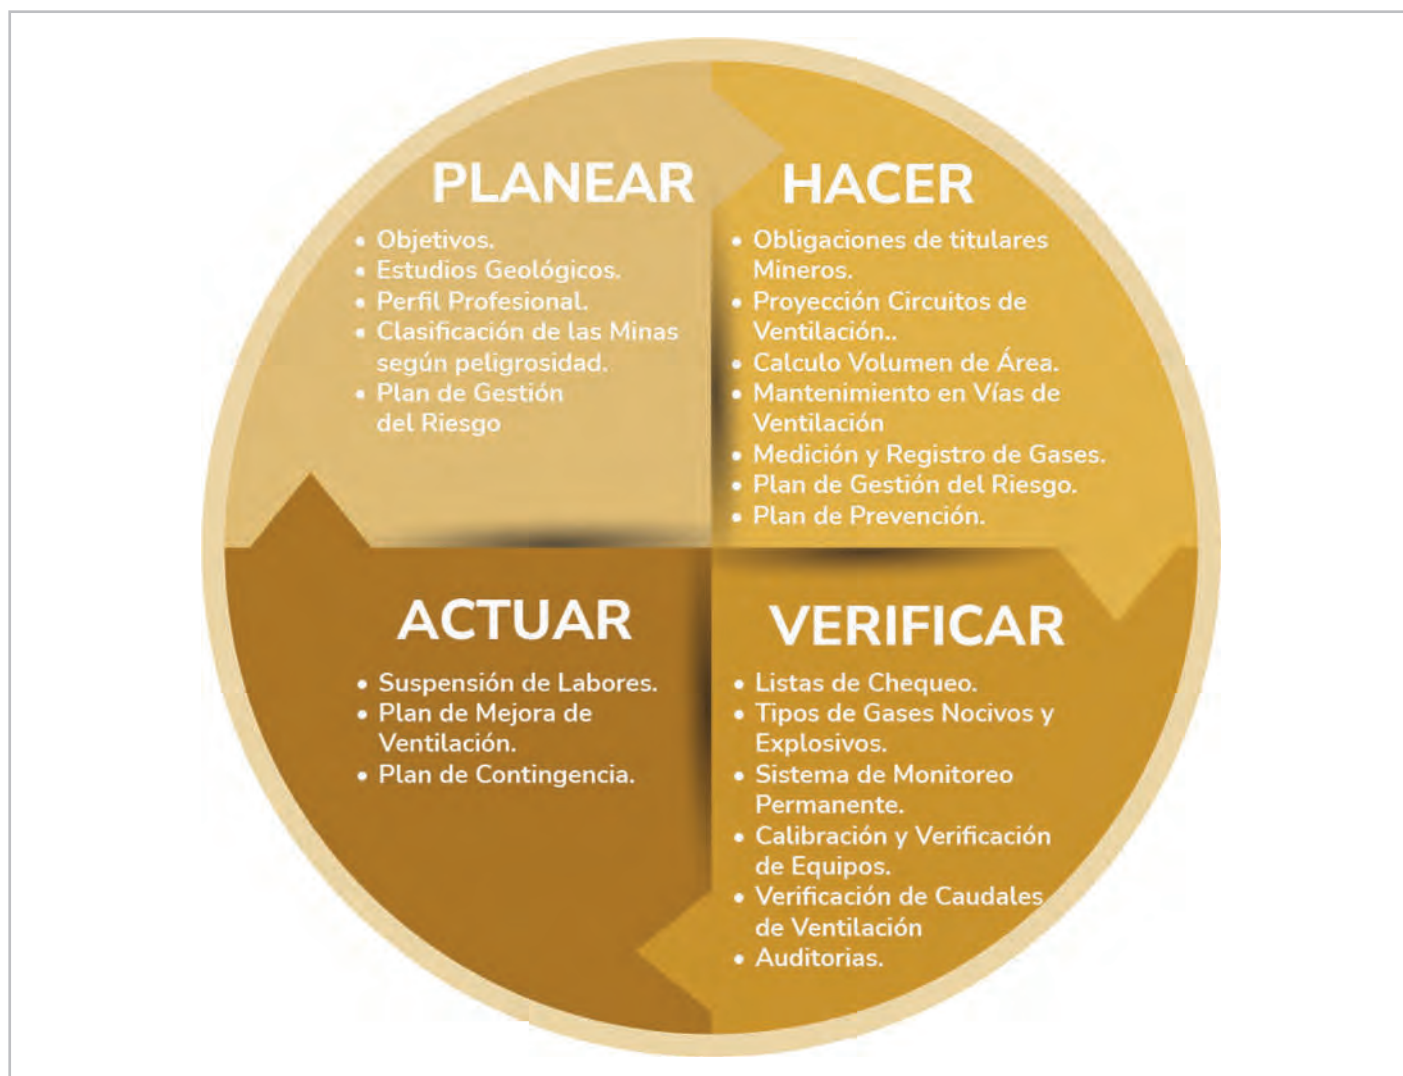 PLANEAR
• Objetivos.
• Estudios Geológicos.
• Perfil Profesional.
• Clasificación de las Minas
según peligrosidad.
• Plan de Gestión
del Riesgo
HACER
• Obligaciones de titulares
Mineros.
• Proyección Circuitos de
Ventilación..
• Calculo Volumen de Área.
• Mantenimiento en Vías de
Ventilación
• Medición y Registro de Gases.
• Plan de Gestión del Riesgo.
• Plan de Prevención.
ACTUAR
• Suspensión de Labores.
• Plan de Mejora de
Ventilación.
• Plan de Contingencia.
VERIFICAR
• Listas de Chequeo.
• Tipos de Gases Nocivos y
Explosivos.
• Sistema de Monitoreo
Permanente.
• Calibración y Verificación
de Equipos.
• Verificación de Caudales
de Ventilación
• Auditorias.